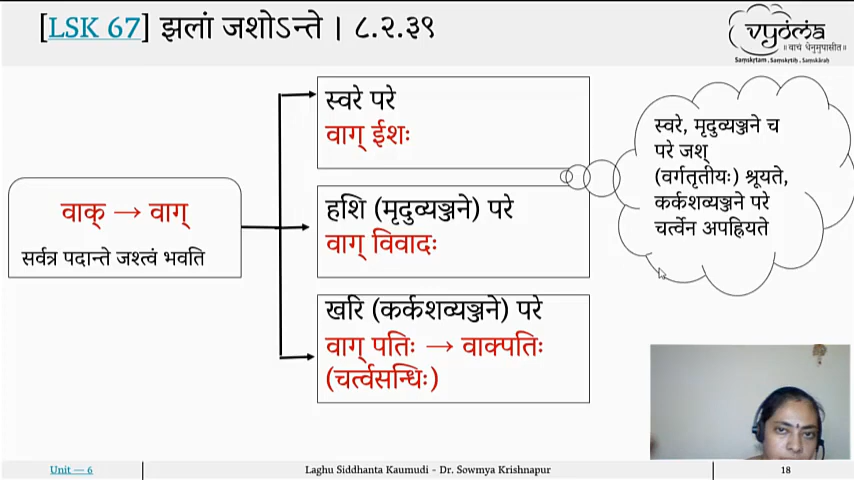 [LSK 67] झलां जशोऽन्ते । ८.२.३९
vyoma
॥ वाचं धेनुमुपासीत॥
Saṃskṛtam . Saṃskṛtiḥ . Saṃskāraḥ
वाक् → वाग्
सर्वत्र पदान्ते जश्त्वं भवति
स्वरे परे
वाग् ईशः
हशि (मृदुव्यञ्जने) परे
वाग् विवादः
खरि (कर्कशव्यञ्जने) परे
वाग् पतिः → वाक्पतिः
(चर्त्वसन्धिः)
स्वरे, मृदुव्यञ्जने च
परे जश्
(वर्गतृतीयः) श्रूयते,
कर्कशव्यञ्जने परे
चर्त्वेन अपह्रियते
Unit — 6
Laghu Siddhanta Kaumudi - Dr. Sowmya Krishnapur
18